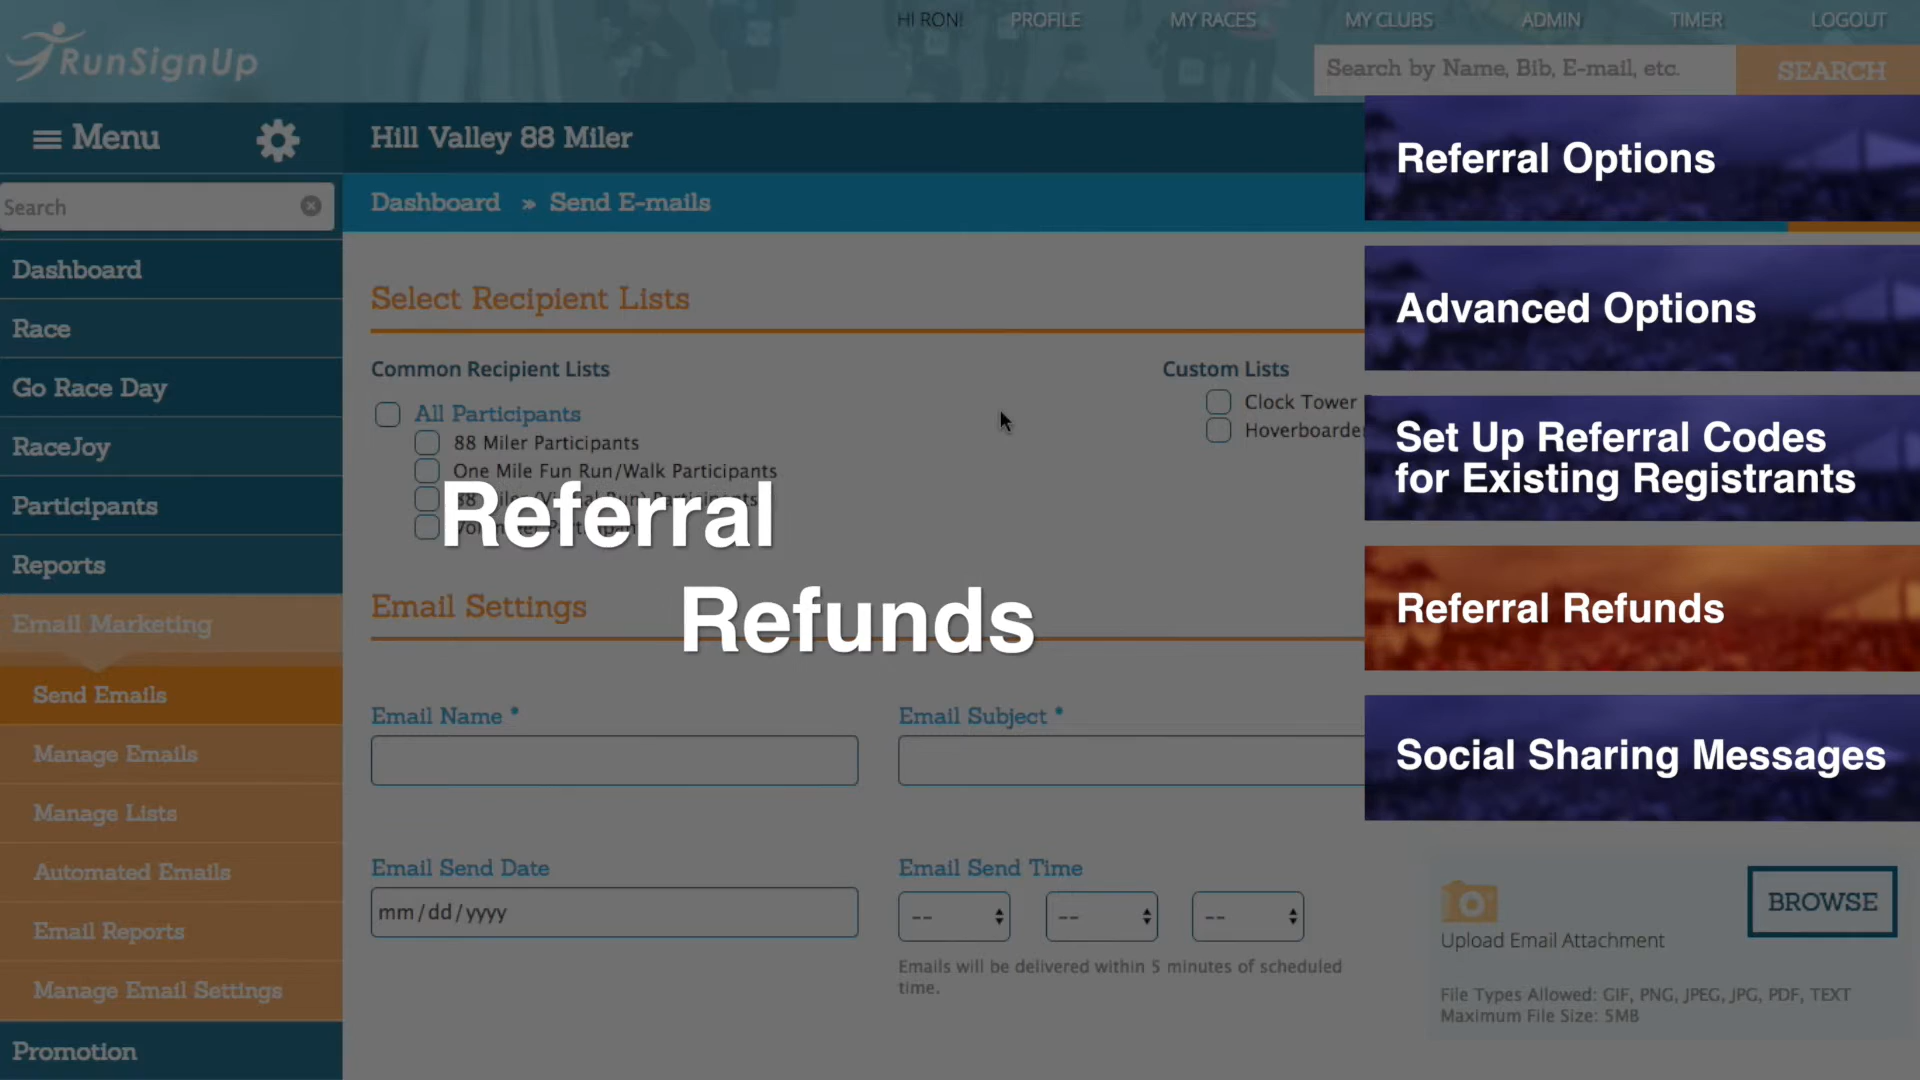 HI RON!
PROFILE
MY RACES
MY CLUBS
ADMIN
TIMER
LOGOUT
RunSignUp
Search by Name, Bib, E-mail, etc.
SEARCH
Menu
Hill Valley 88 Miler
Search
Dashboard » Send E-mails
Dashboard
Race
Go Race Day
RaceJoy
Participants
Reports
Email Marketing
Send Emails
Manage Emails
Manage Lists
Automated Emails
Email Reports
Manage Email Settings
Promotion
Select Recipient Lists
Common Recipient Lists
All Participants
88 Miler Participants
One Mile Fun Run/Walk Participants
Custom Lists
Clock Tower
Referral
Refunds
Email Settings
Email Name *
Email Subject *
Email Send Date
mm/dd/yyyy
Email Send Time
--
--
--
Emails will be delivered within 5 minutes of scheduled
time.
Referral Options
Advanced Options
Set Up Referral Codes
for Existing Registrants
Referral Refunds
Social Sharing Messages
BROWSE
Upload Email Attachment
File Types Allowed: GIF, PNG, JPEG, JPG, PDF, TEXT
Maximum File Size: 5MB